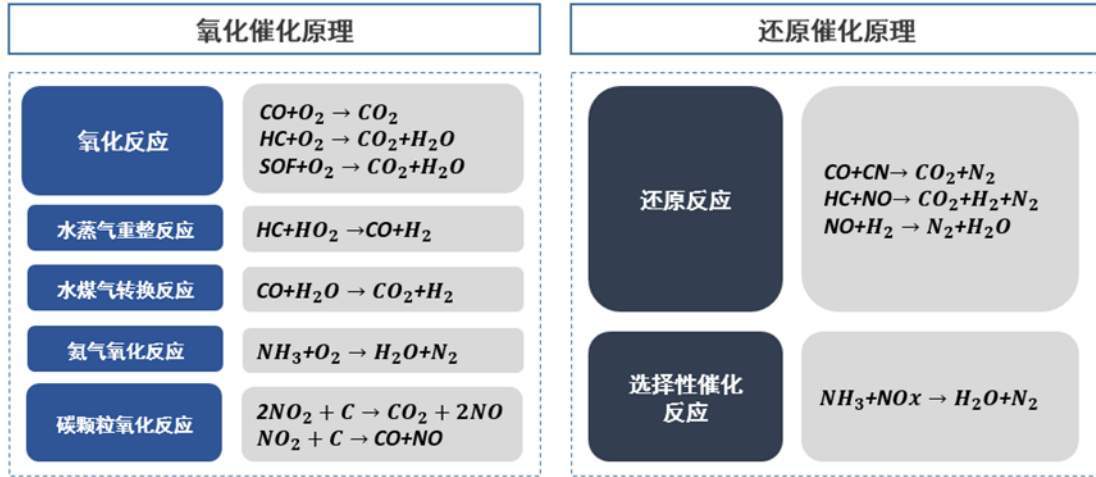 氧化催化原理
氧化反应
CO+O₂ → CO₂
HC+O₂ → CO₂+H₂O
SOF+O₂ → CO₂+H₂O
水蒸气重整反应
HC+HO₂ →CO+H₂
水煤气转换反应
CO+H₂O → CO₂+H₂
氨气氧化反应
NH₃+O₂ → H₂O+N₂
碳颗粒氧化反应
2NO₂ + C → CO₂ + 2NO
NO₂ + C → CO+NO
还原催化原理
还原反应
CO+CN→ CO₂+N₂
HC+NO→ CO₂+H₂+N₂
NO+H₂ → N₂+H₂O
选择性催化
反应
NH₃+NOx → H₂O+N₂